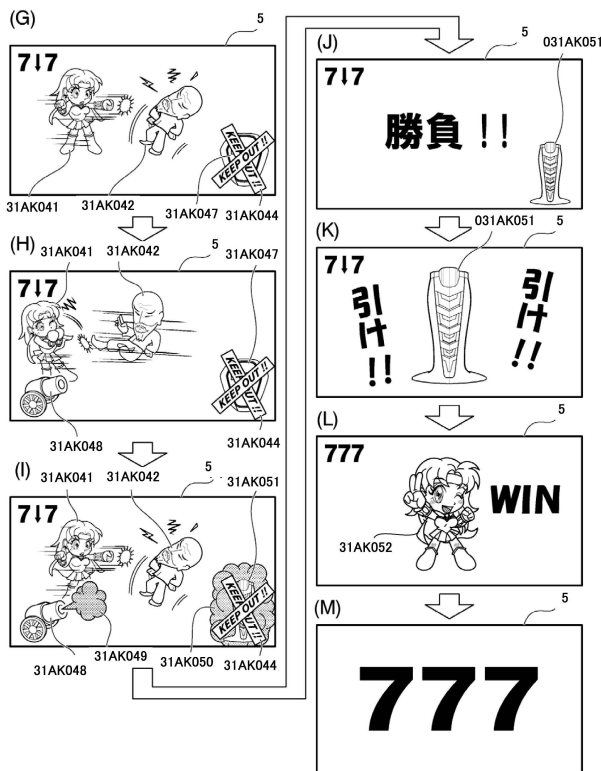 (G)
5
7↓7
KEEP OUT !!
KEEP OUT !!
31AK041
31AK042
31AK047
31AK044
(H)
31AK041
31AK042
5
31AK047
7↓7
KEEP OUT !!
KEEP OUT !!
31AK048
31AK044
(I)
31AK041
31AK042
5
31AK051
7↓7
KEEP OUT !!
KEEP OUT !!
31AK048
31AK049
31AK050
31AK044
(J)
5
031AK051
7↓7
勝負 !!
(K)
031AK051
5
7↓7
引け!!
引け!!
(L)
5
777
WIN
31AK052
(M)
5
777